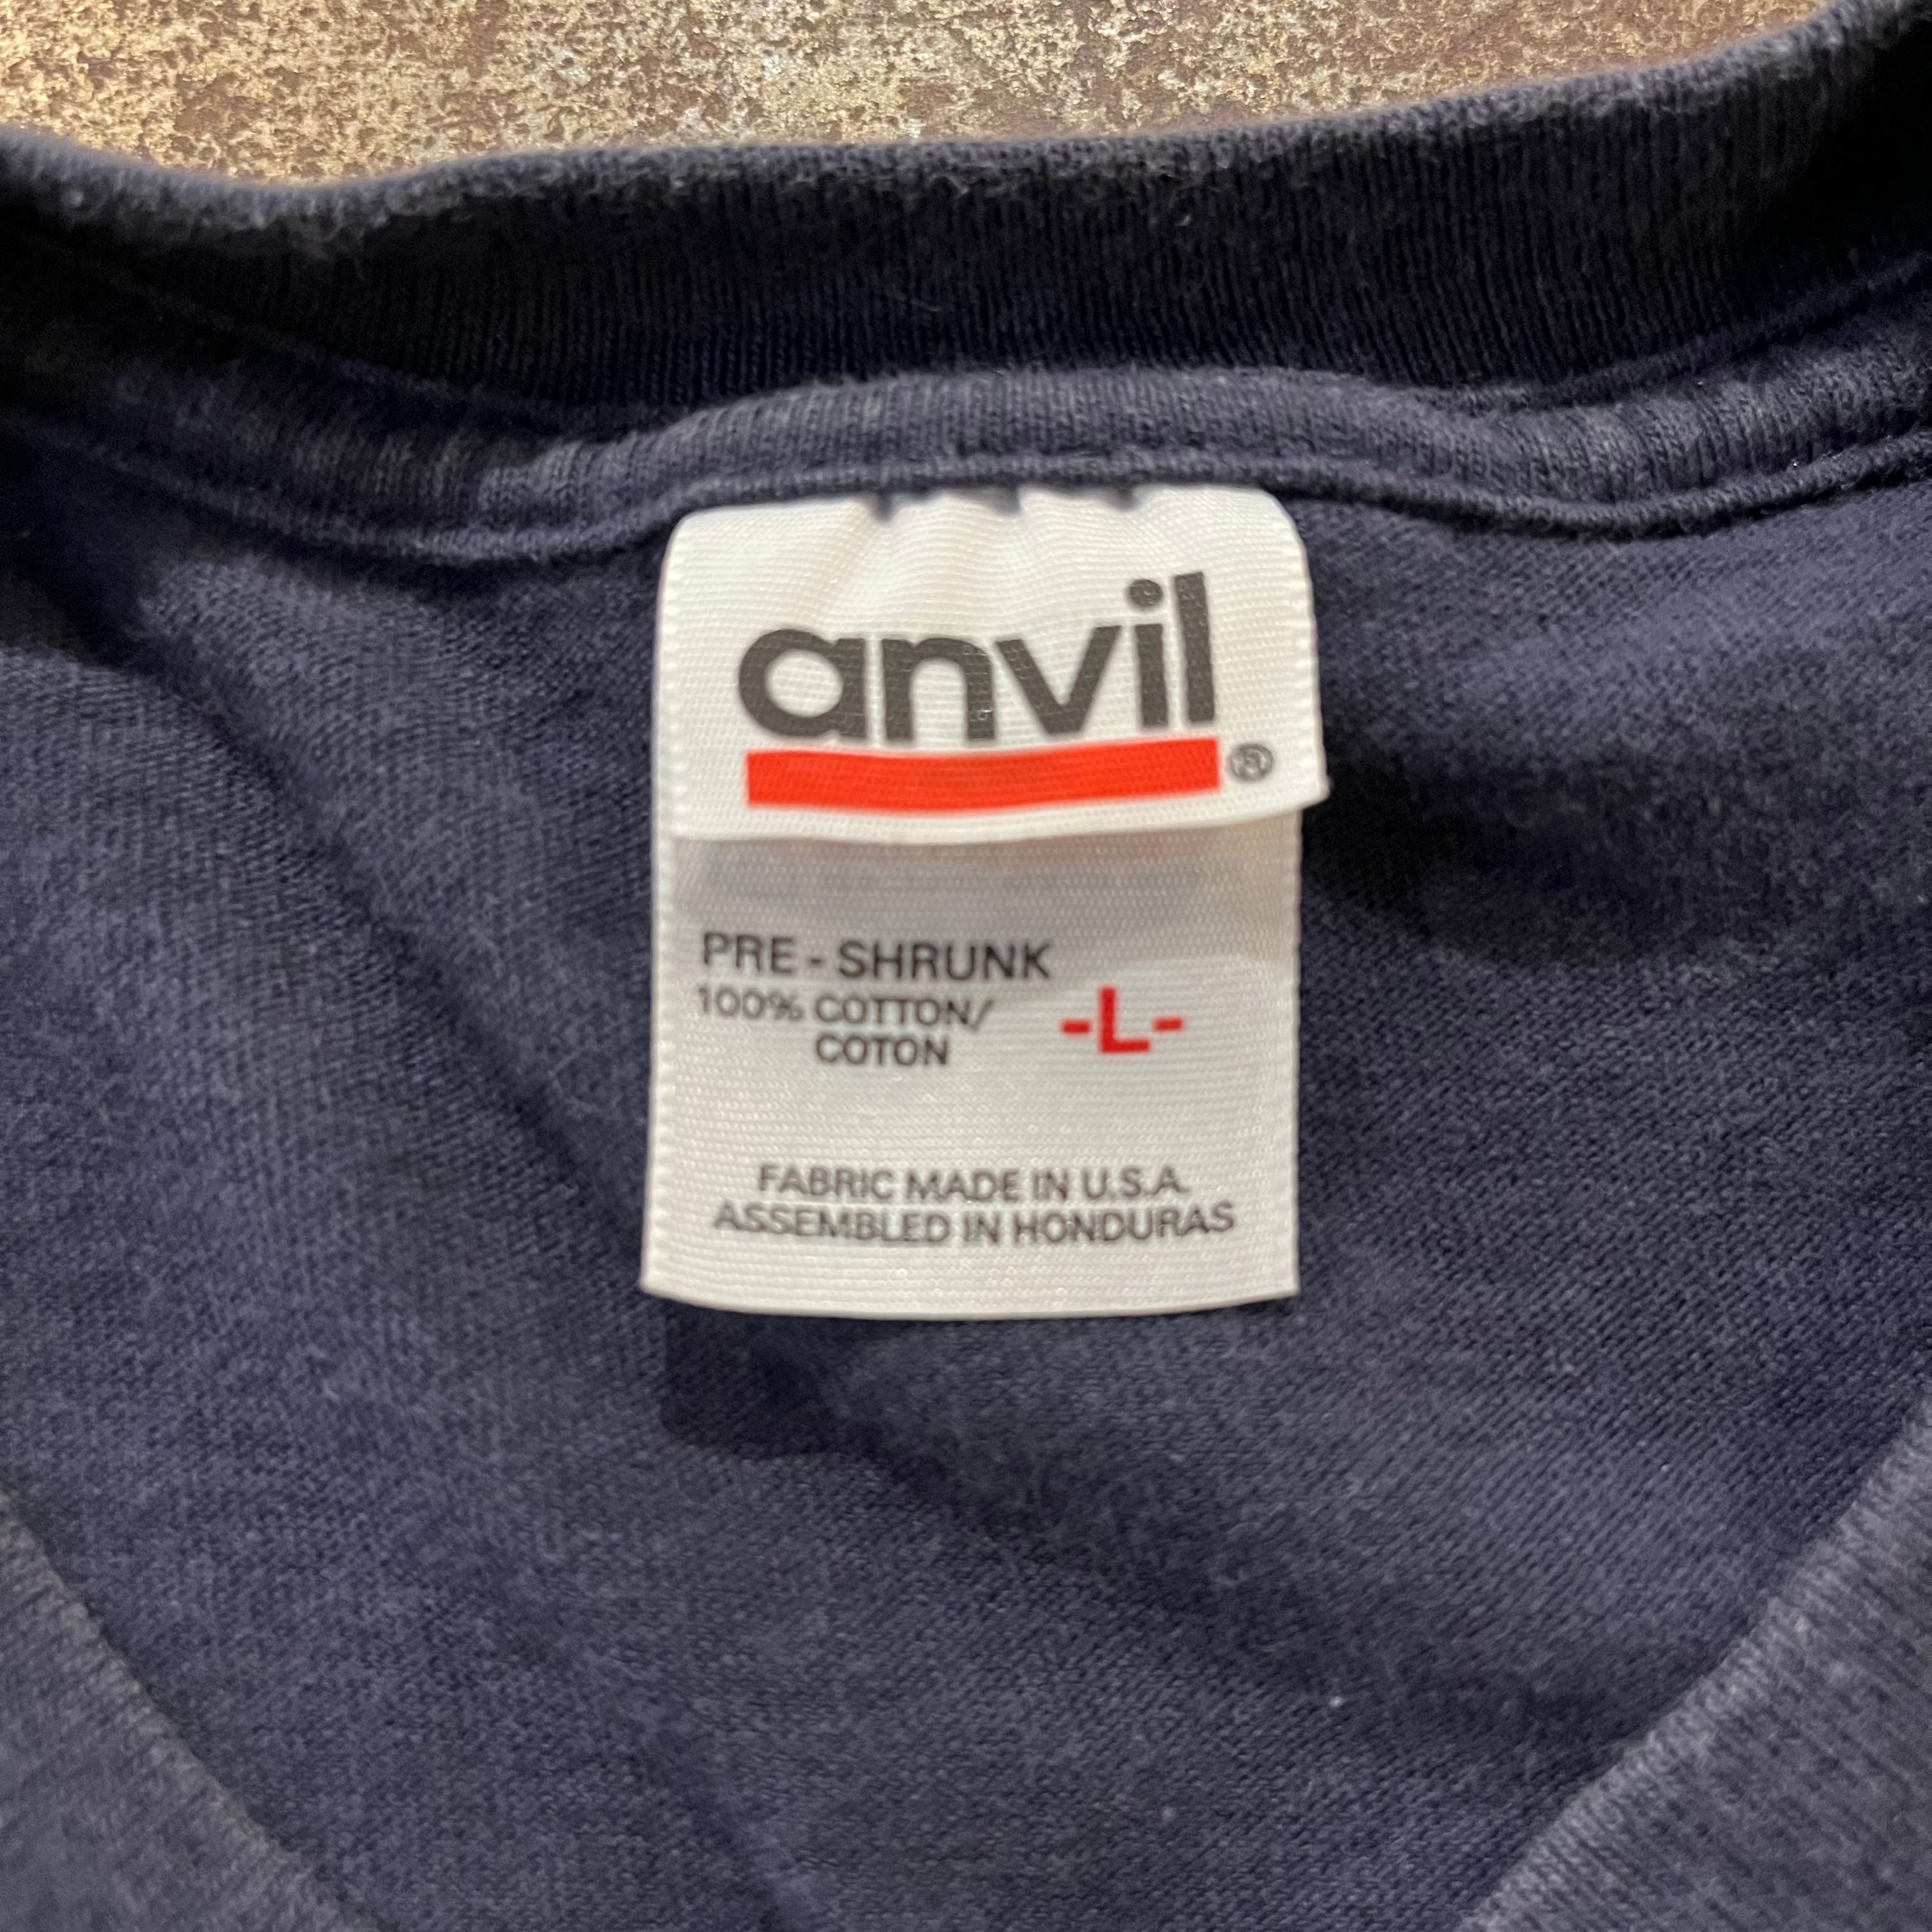 anvil
®
PRE - SHRUNK
100% COTTON/
COTON
-L-
FABRIC MADE IN U.S.A.
ASSEMBLED IN HONDURAS